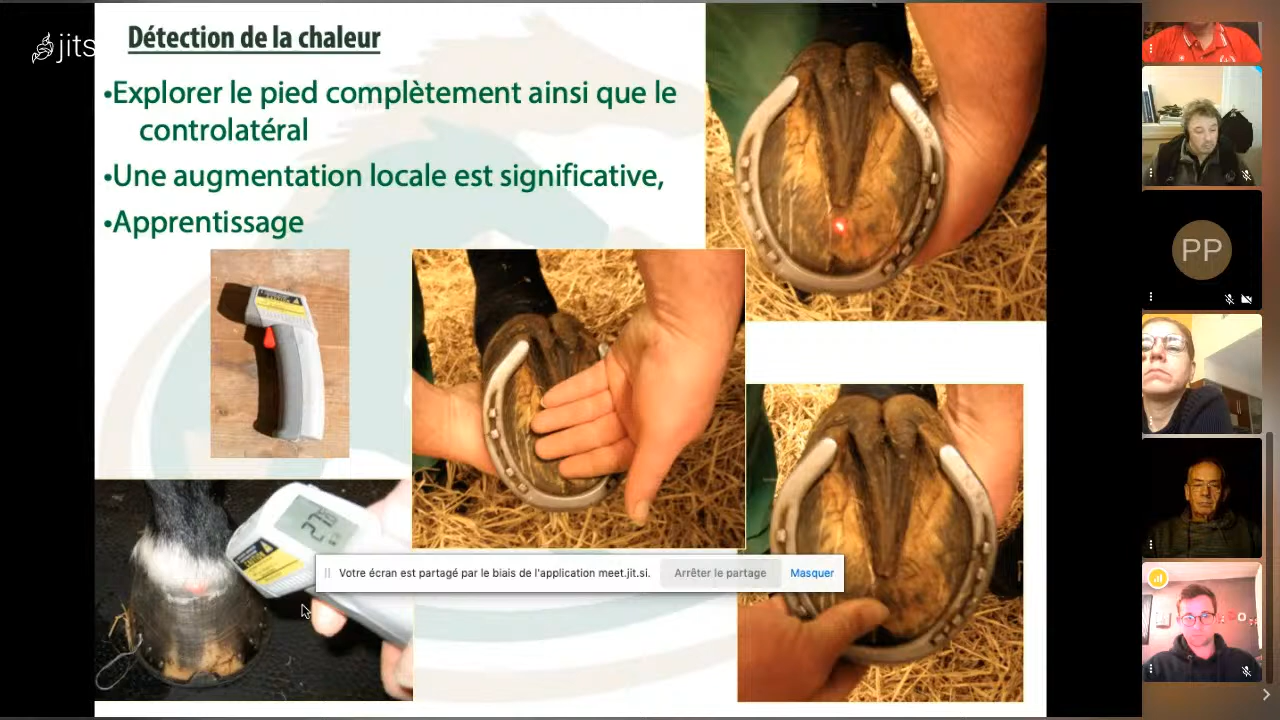 jits
Détection de la chaleur
•Explorer le pied complètement ainsi que le
controlatéral
•Une augmentation locale est significative,
•Apprentissage
PP
Votre écran est partagé par le biais de l'application meet.jit.si.
Arrêter le partage
Masquer